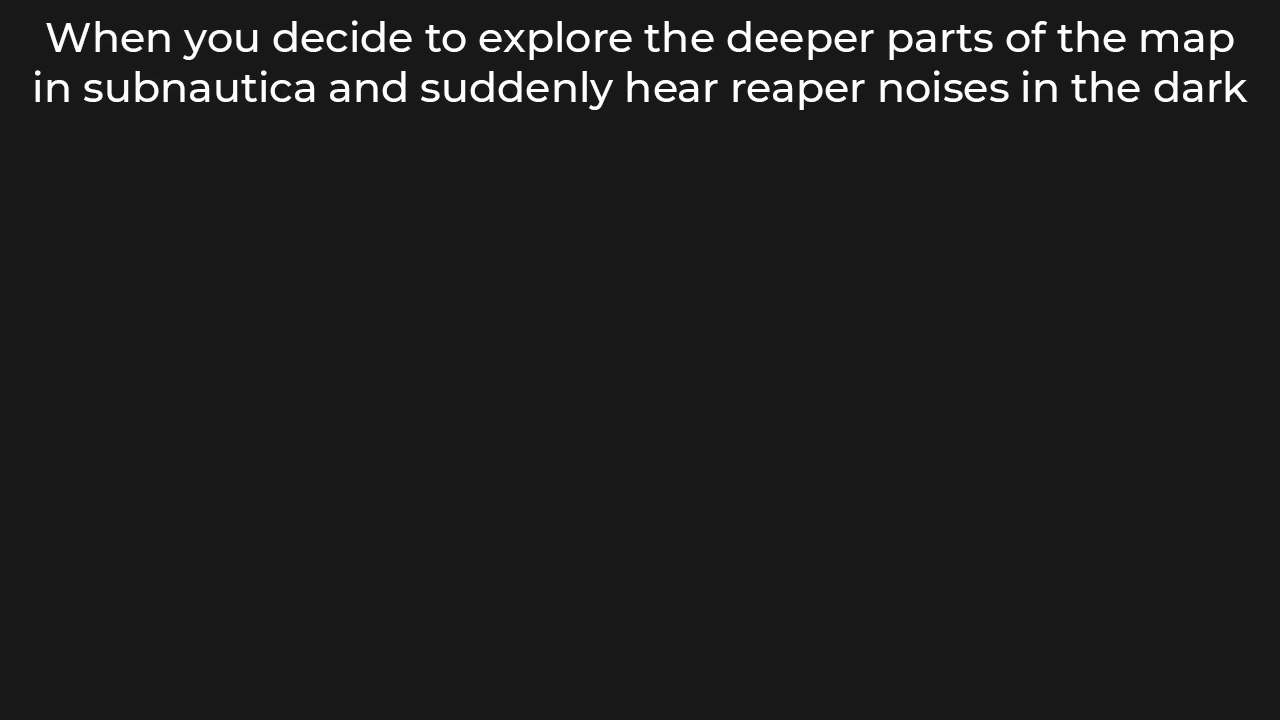 When you decide to explore the deeper parts of the map
in subnautica and suddenly hear reaper noises in the dark